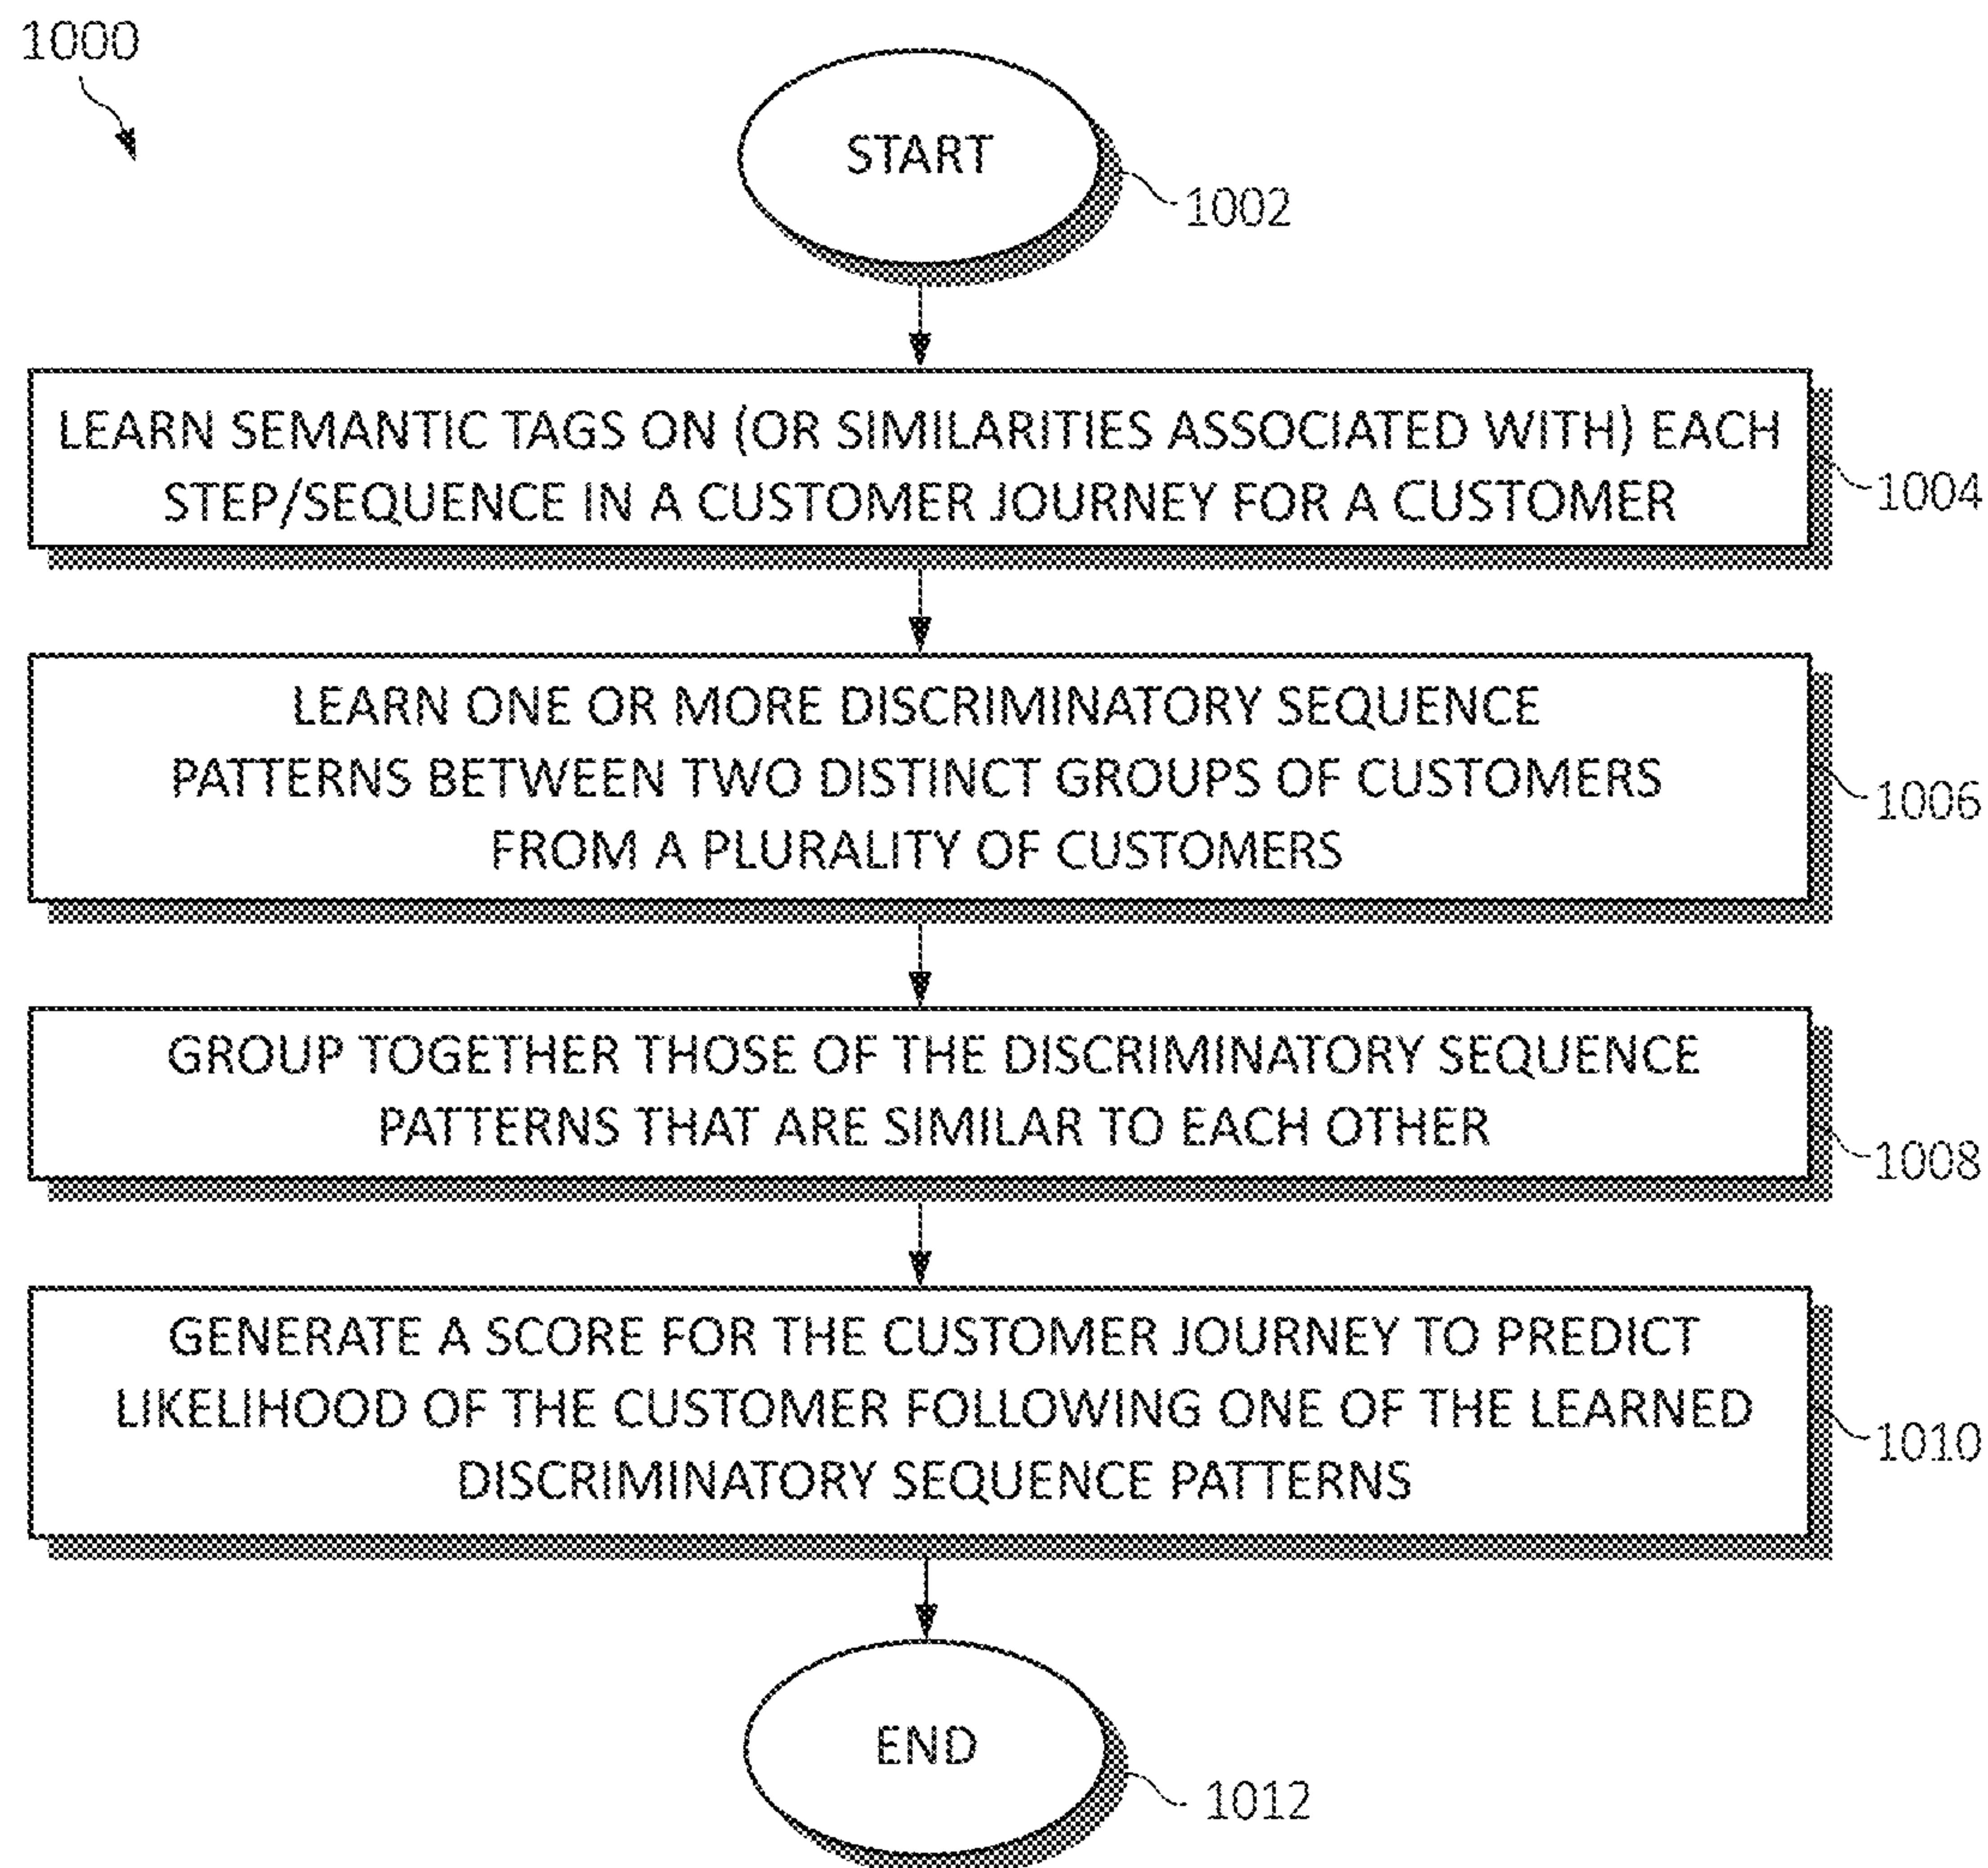 1000
START
1002
LEARN SEMANTIC TAGS ON (OR SIMILARITIES ASSOCIATED WITH) EACH
STEP/SEQUENCE IN A CUSTOMER JOURNEY FOR A CUSTOMER
1004
LEARN ONE OR MORE DISCRIMINATORY SEQUENCE
PATTERNS BETWEEN TWO DISTINCT GROUPS OF CUSTOMERS
FROM A PLURALITY OF CUSTOMERS
1006
GROUP TOGETHER THOSE OF THE DISCRIMINATORY SEQUENCE
PATTERNS THAT ARE SIMILAR TO EACH OTHER
1008
GENERATE A SCORE FOR THE CUSTOMER JOURNEY TO PREDICT
LIKELIHOOD OF THE CUSTOMER FOLLOWING ONE OF THE LEARNED
DISCRIMINATORY SEQUENCE PATTERNS
1010
END
1012